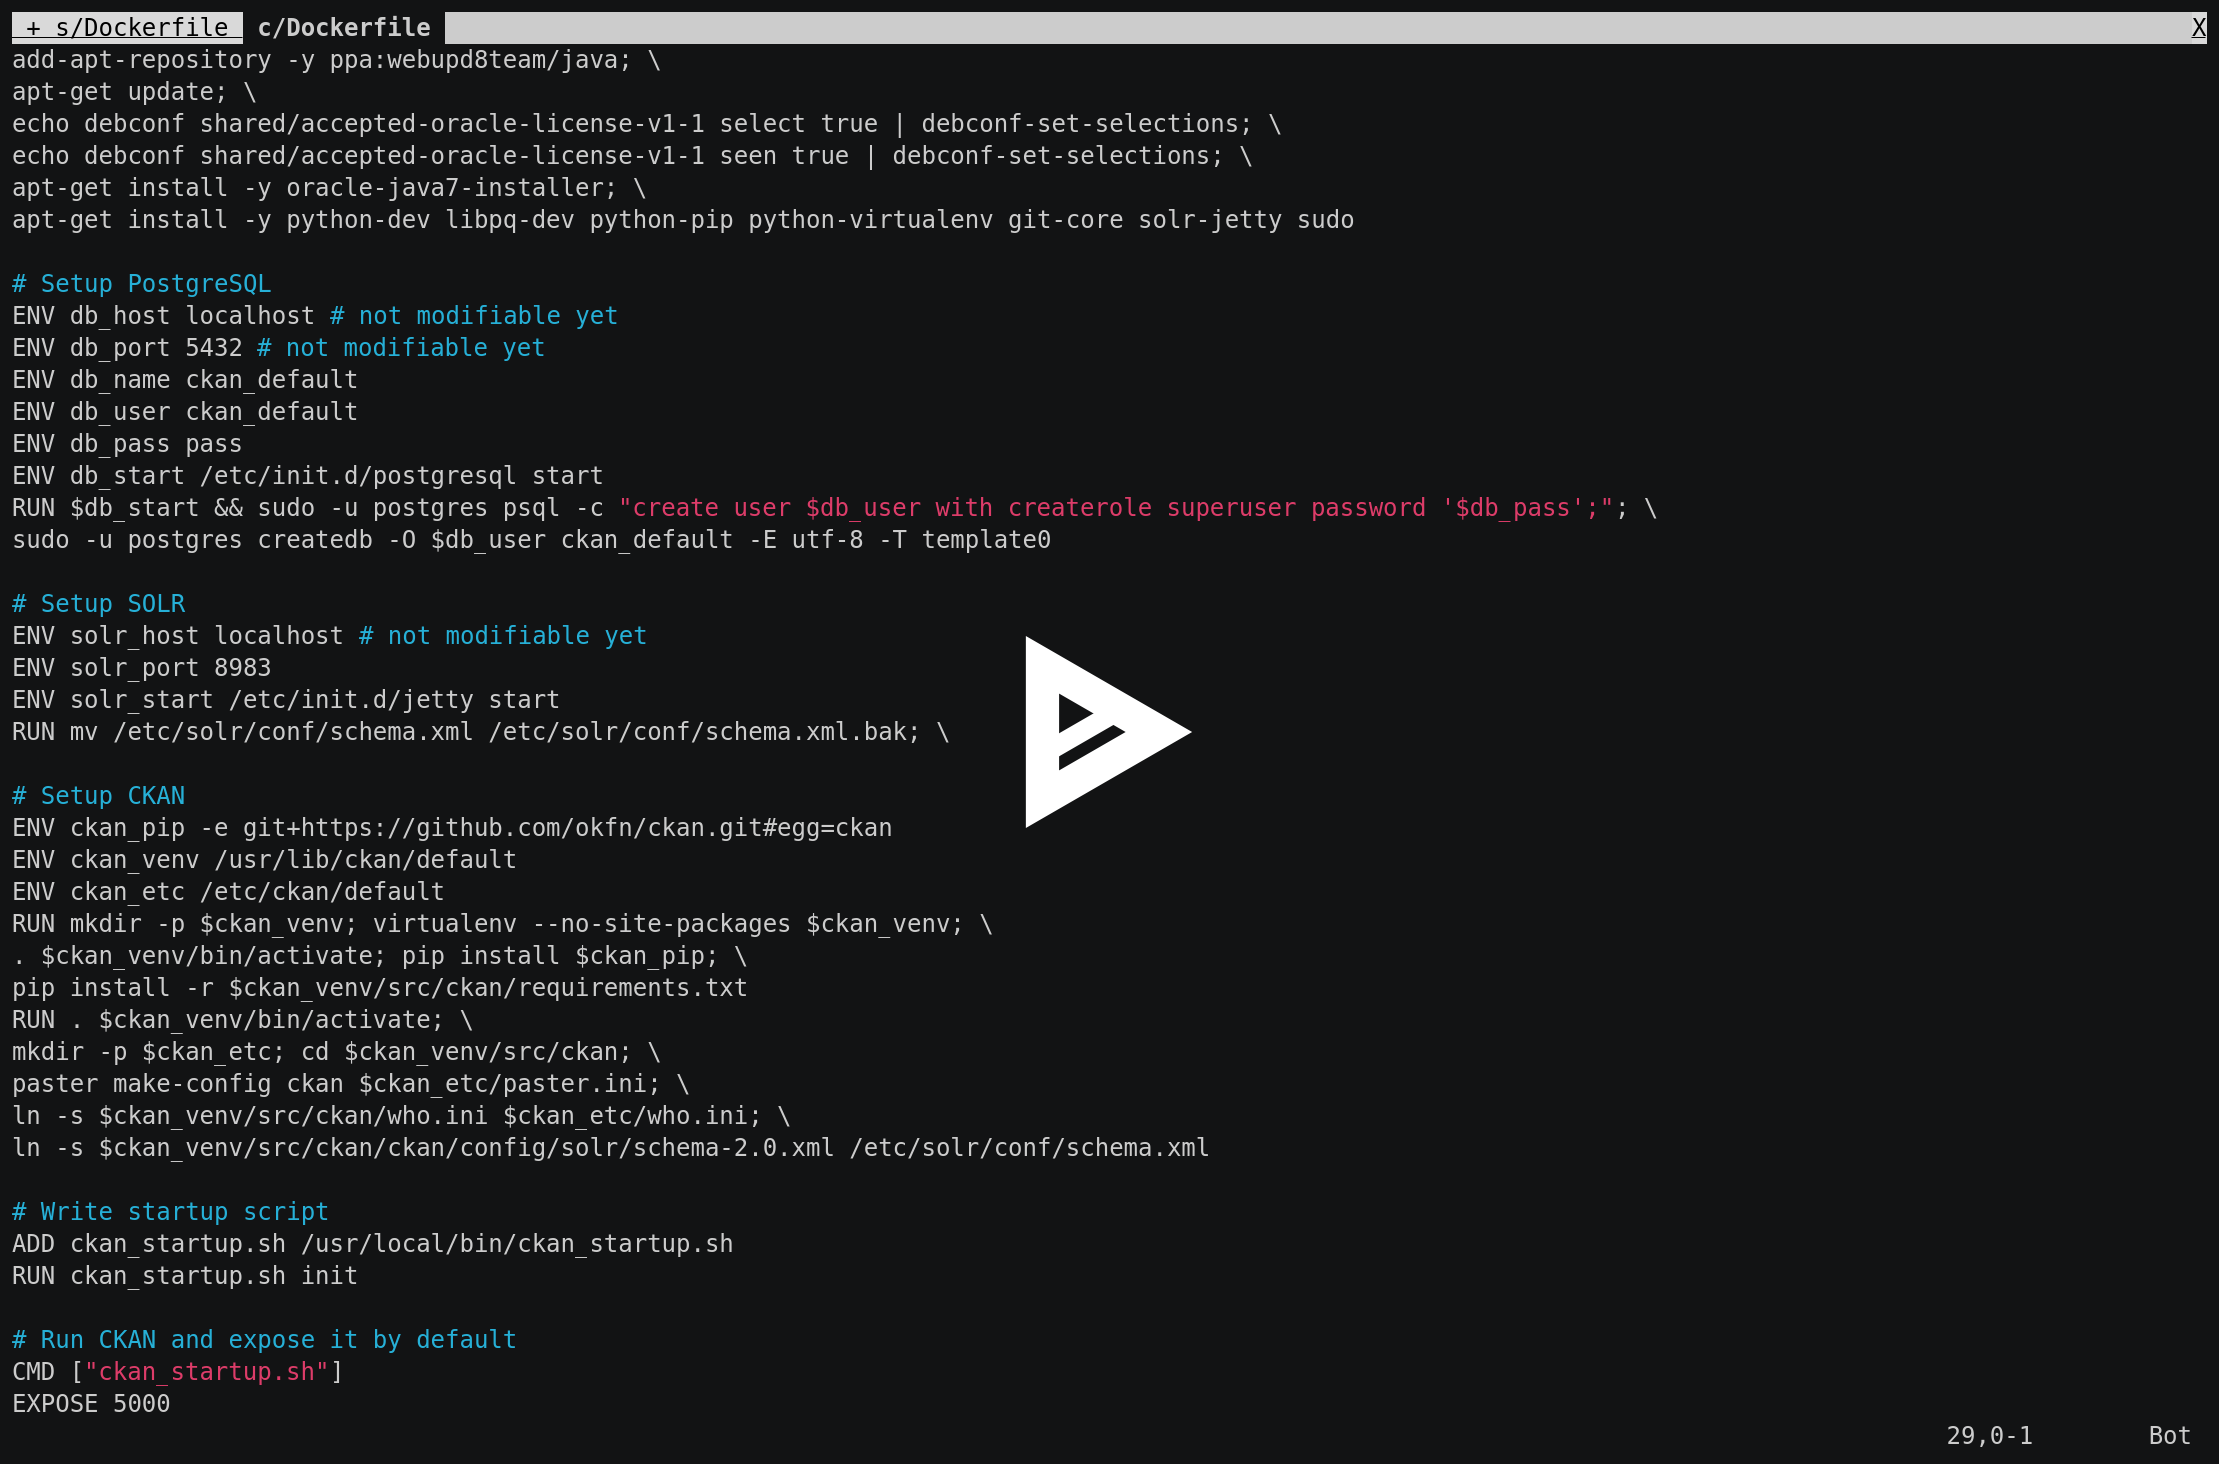 + s/Dockerfile  c/Dockerfile X
add-apt-repository -y ppa:webupd8team/java; \
apt-get update; \
echo debconf shared/accepted-oracle-license-v1-1 select true | debconf-set-selections; \
echo debconf shared/accepted-oracle-license-v1-1 seen true | debconf-set-selections; \
apt-get install -y oracle-java7-installer; \
apt-get install -y python-dev libpq-dev python-pip python-virtualenv git-core solr-jetty sudo

# Setup PostgreSQL
ENV db_host localhost # not modifiable yet
ENV db_port 5432 # not modifiable yet
ENV db_name ckan_default
ENV db_user ckan_default
ENV db_pass pass
ENV db_start /etc/init.d/postgresql start
RUN $db_start && sudo -u postgres psql -c "create user $db_user with createrole superuser password '$db_pass';"; \
sudo -u postgres createdb -O $db_user ckan_default -E utf-8 -T template0

# Setup SOLR
ENV solr_host localhost # not modifiable yet
ENV solr_port 8983
ENV solr_start /etc/init.d/jetty start
RUN mv /etc/solr/conf/schema.xml /etc/solr/conf/schema.xml.bak; \

# Setup CKAN
ENV ckan_pip -e git+https://github.com/okfn/ckan.git#egg=ckan
ENV ckan_venv /usr/lib/ckan/default
ENV ckan_etc /etc/ckan/default
RUN mkdir -p $ckan_venv; virtualenv --no-site-packages $ckan_venv; \
. $ckan_venv/bin/activate; pip install $ckan_pip; \
pip install -r $ckan_venv/src/ckan/requirements.txt
RUN . $ckan_venv/bin/activate; \
mkdir -p $ckan_etc; cd $ckan_venv/src/ckan; \
paster make-config ckan $ckan_etc/paster.ini; \
ln -s $ckan_venv/src/ckan/who.ini $ckan_etc/who.ini; \
ln -s $ckan_venv/src/ckan/ckan/config/solr/schema-2.0.xml /etc/solr/conf/schema.xml

# Write startup script
ADD ckan_startup.sh /usr/local/bin/ckan_startup.sh
RUN ckan_startup.sh init

# Run CKAN and expose it by default
CMD ["ckan_startup.sh"]
EXPOSE 5000
29,0-1 Bot